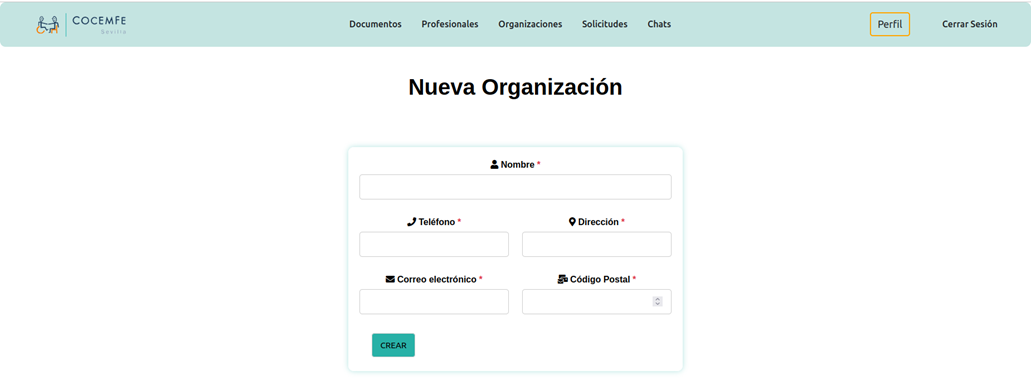 COCEMFE
Sevilla
Documentos Profesionales Organizaciones Solicitudes Chats Perfil Cerrar Sesión
Nueva Organización
Nombre *
Teléfono * Dirección *
Correo electrónico * Código Postal *
CREAR